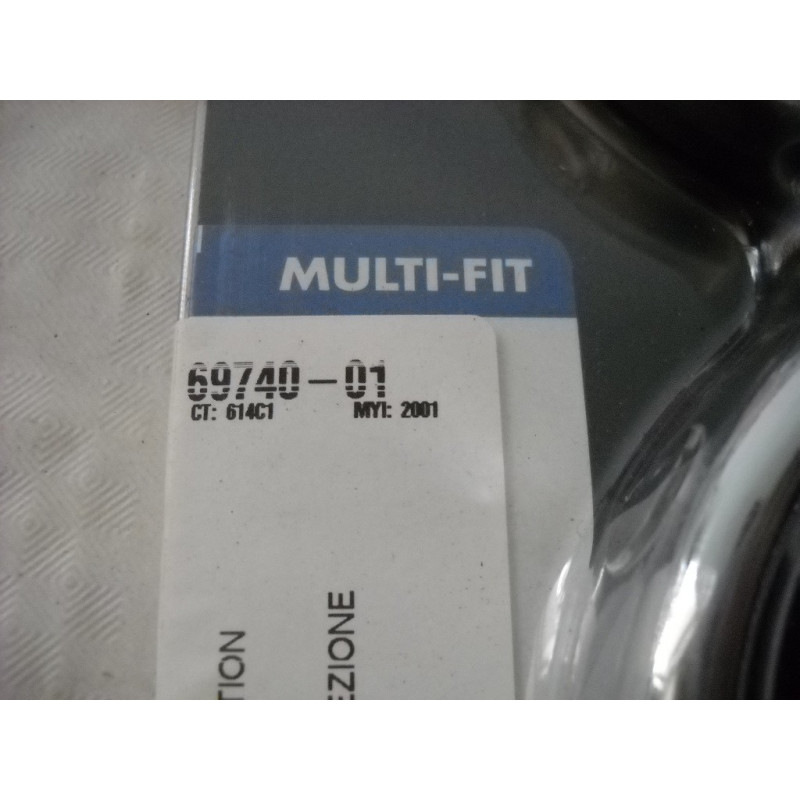 MULTI-FIT
69740-01
CT: 614C1 MYI: 2001
TION
EZIONE